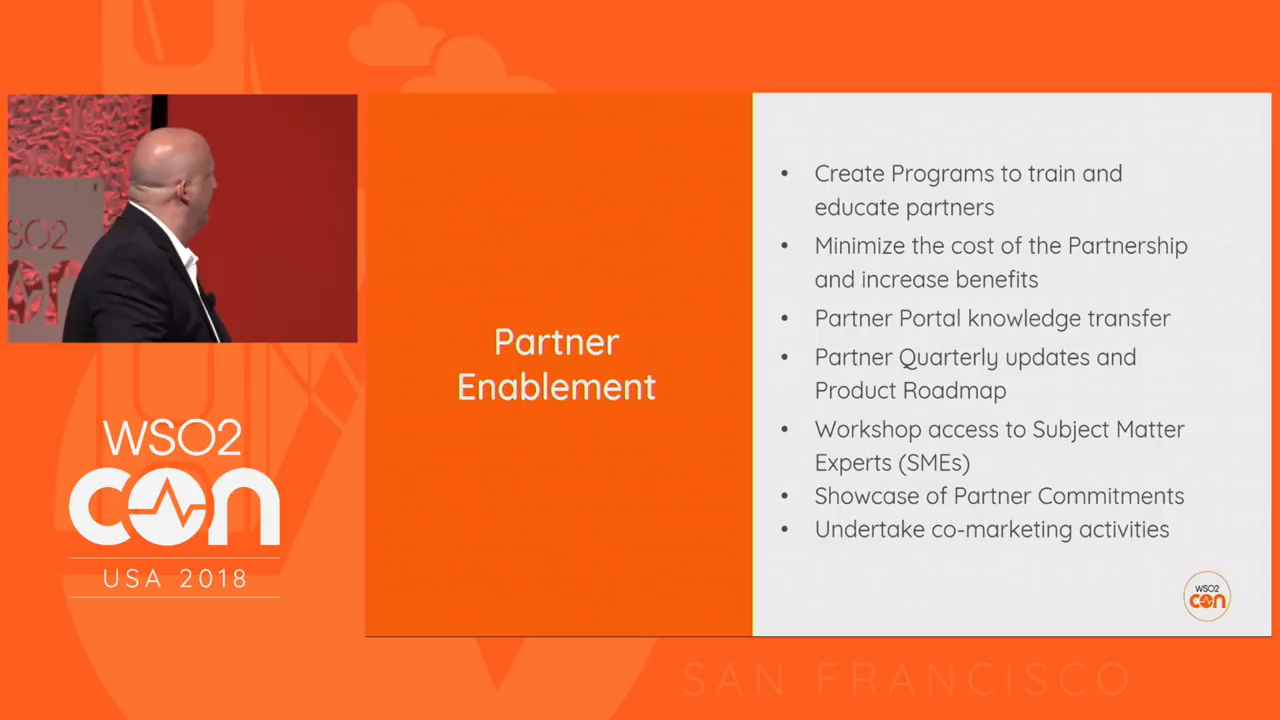 WSO2
WSO2
con
USA 2018
Partner
Enablement
• Create Programs to train and
educate partners
• Minimize the cost of the Partnership
and increase benefits
• Partner Portal knowledge transfer
• Partner Quarterly updates and
Product Roadmap
• Workshop access to Subject Matter
Experts (SMEs)
• Showcase of Partner Commitments
• Undertake co-marketing activities
WSO2
con
SAN FRANCISCO